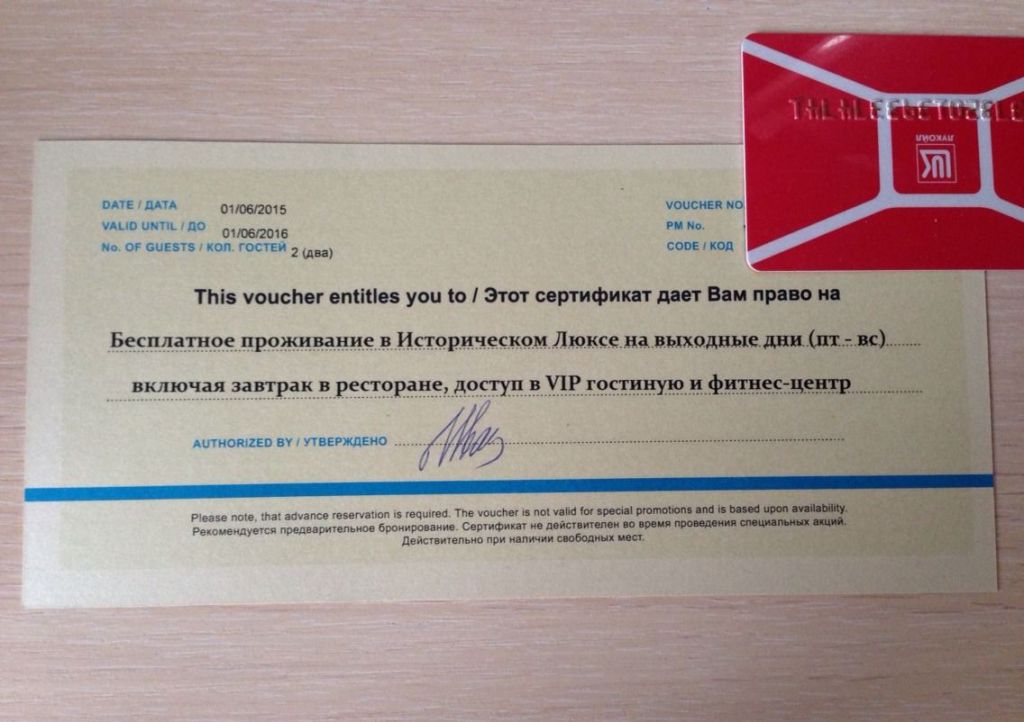 DATE / ДАТА 01/06/2015
VALID UNTIL / ДО 01/06/2016
No. OF GUESTS / КОЛ. ГОСТЕЙ 2 (два)
VOUCHER NO
PM No.
CODE / КОД
ЛУКОЙЛ
This voucher entitles you to / Этот сертификат дает Вам право на
Бесплатное проживание в Историческом Люксе на выходные дни (пт - вс)
включая завтрак в ресторане, доступ в VIP гостиную и фитнес-центр
AUTHORIZED BY / УТВЕРЖДЕНО
Please note, that advance reservation is required. The voucher is not valid for special promotions and is based upon availability.
Рекомендуется предварительное бронирование. Сертификат не действителен во время проведения специальных акций.
Действительно при наличии свободных мест.